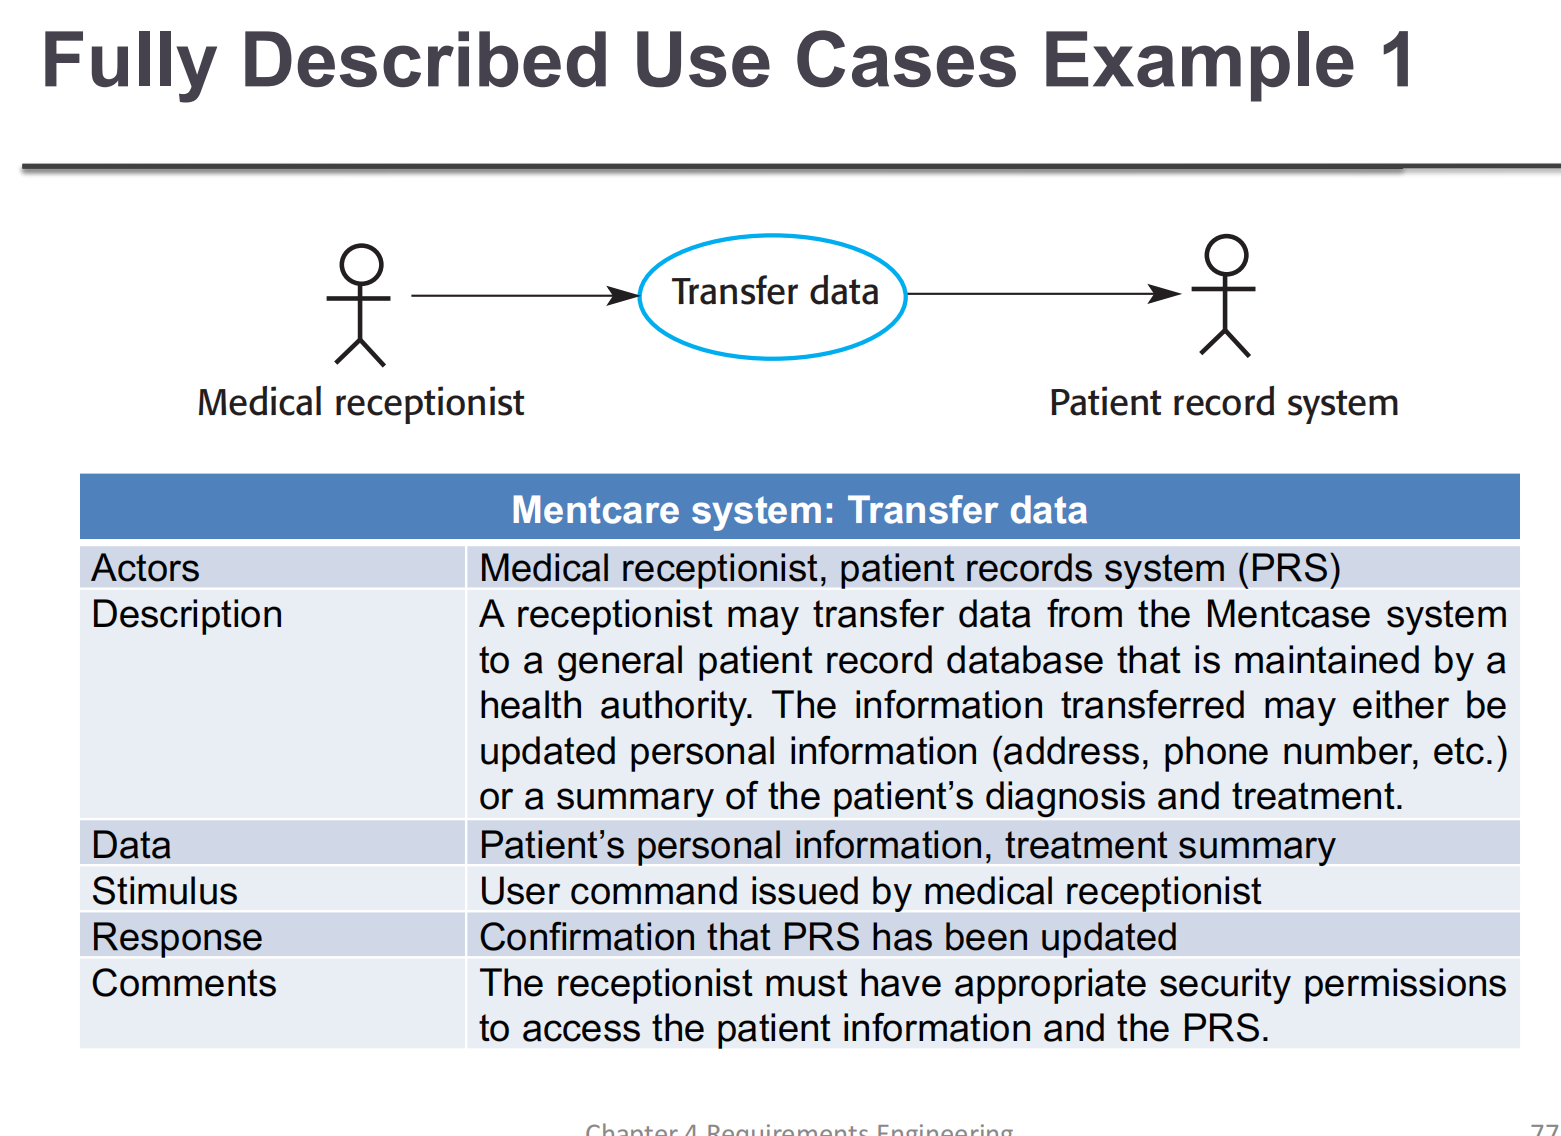 Fully Described Use Cases Example 1
Transfer data
Medical receptionist
Patient record system
Mentcare system: Transfer data
Actors
Medical receptionist, patient records system (PRS)
Description
A receptionist may transfer data from the Mentcase system
to a general patient record database that is maintained by a
health authority. The information transferred may either be
updated personal information (address, phone number, etc.)
or a summary of the patient’s diagnosis and treatment.
Data
Patient’s personal information, treatment summary
Stimulus
User command issued by medical receptionist
Response
Confirmation that PRS has been updated
Comments
The receptionist must have appropriate security permissions
to access the patient information and the PRS.
Chapter 4 Requirements Engineering
77